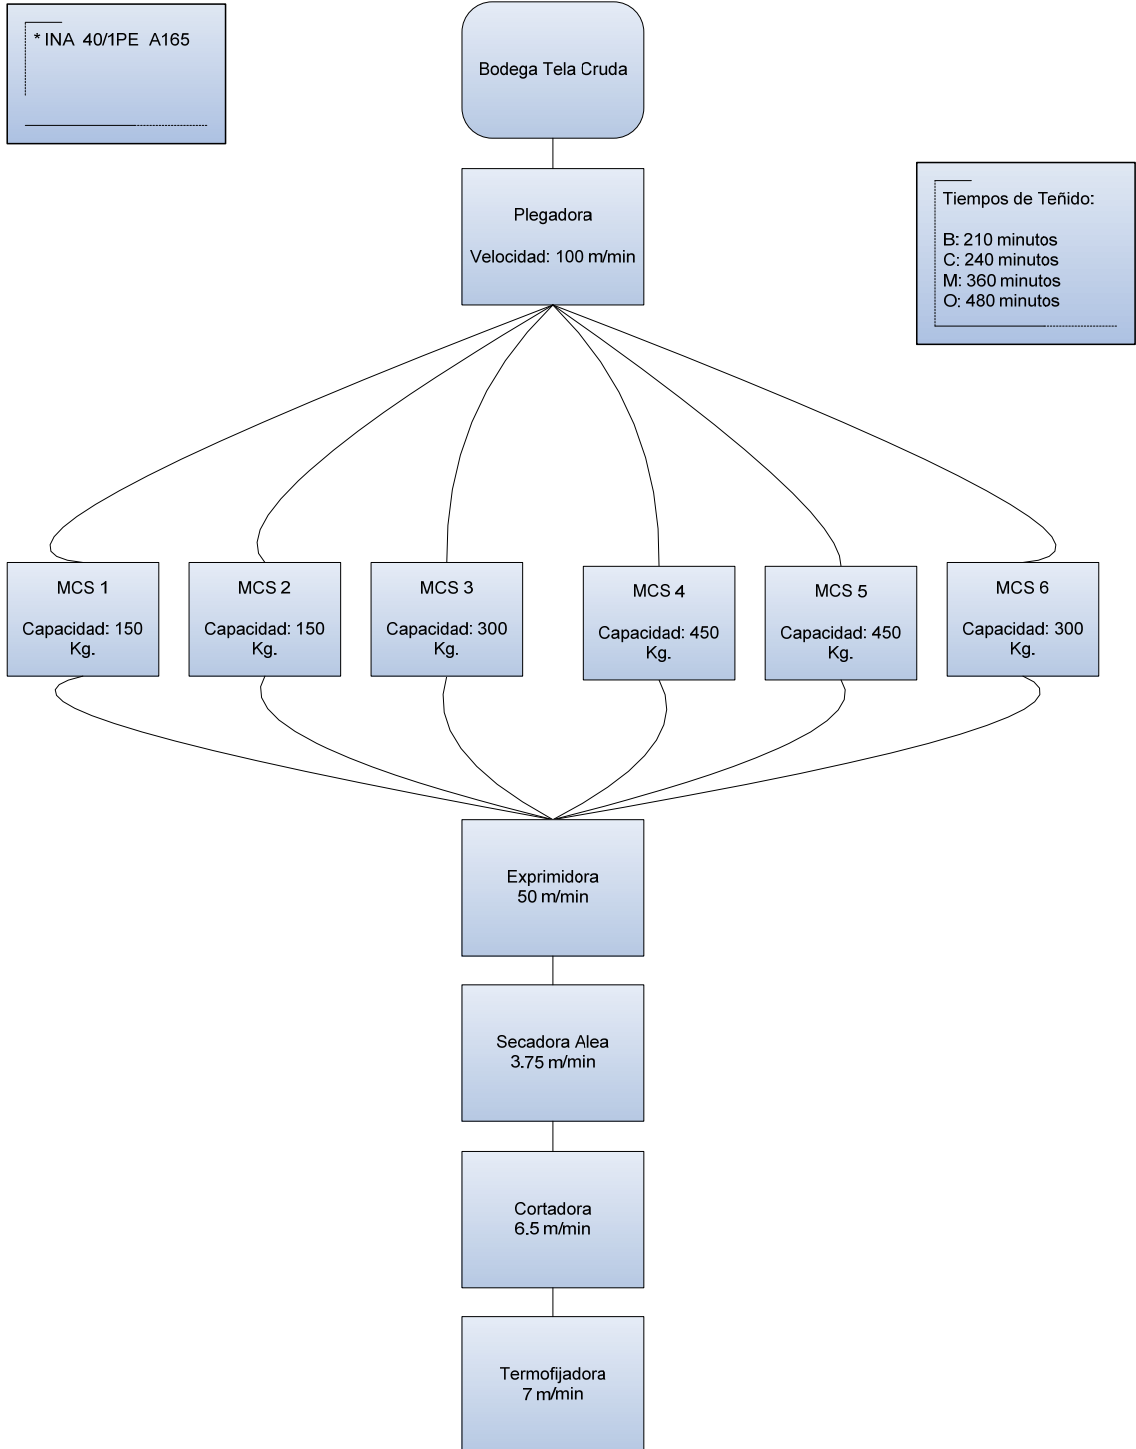 * INA 40/1PE A165
Bodega Tela Cruda
Plegadora
Velocidad: 100 m/min
Tiempos de Teñido:
B: 210 minutos
C: 240 minutos
M: 360 minutos
O: 480 minutos
MCS 1
Capacidad: 150
Kg.
MCS 2
Capacidad: 150
Kg.
MCS 3
Capacidad: 300
Kg.
MCS 4
Capacidad: 450
Kg.
MCS 5
Capacidad: 450
Kg.
MCS 6
Capacidad: 300
Kg.
Exprimidora
50 m/min
Secadora Alea
3.75 m/min
Cortadora
6.5 m/min
Termofijadora
7 m/min